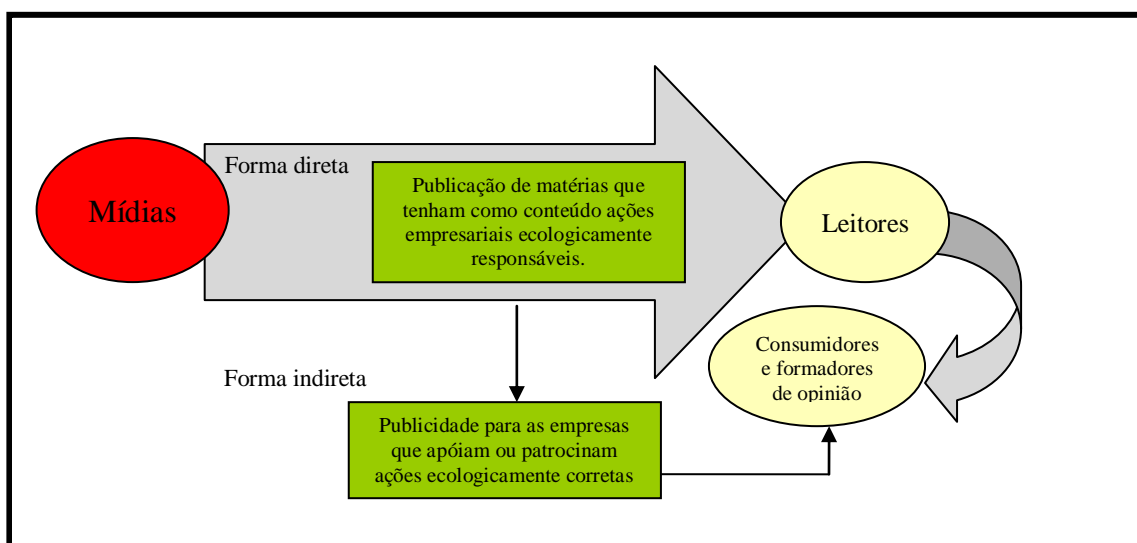 Forma direta
Mídias
Publicação de matérias que
tenham como conteúdo ações
empresariais ecologicamente
responsáveis.
Leitores
Consumidores
e formadores
de opinião
Forma indireta
Publicidade para as empresas
que apóiam ou patrocinam
ações ecologicamente corretas